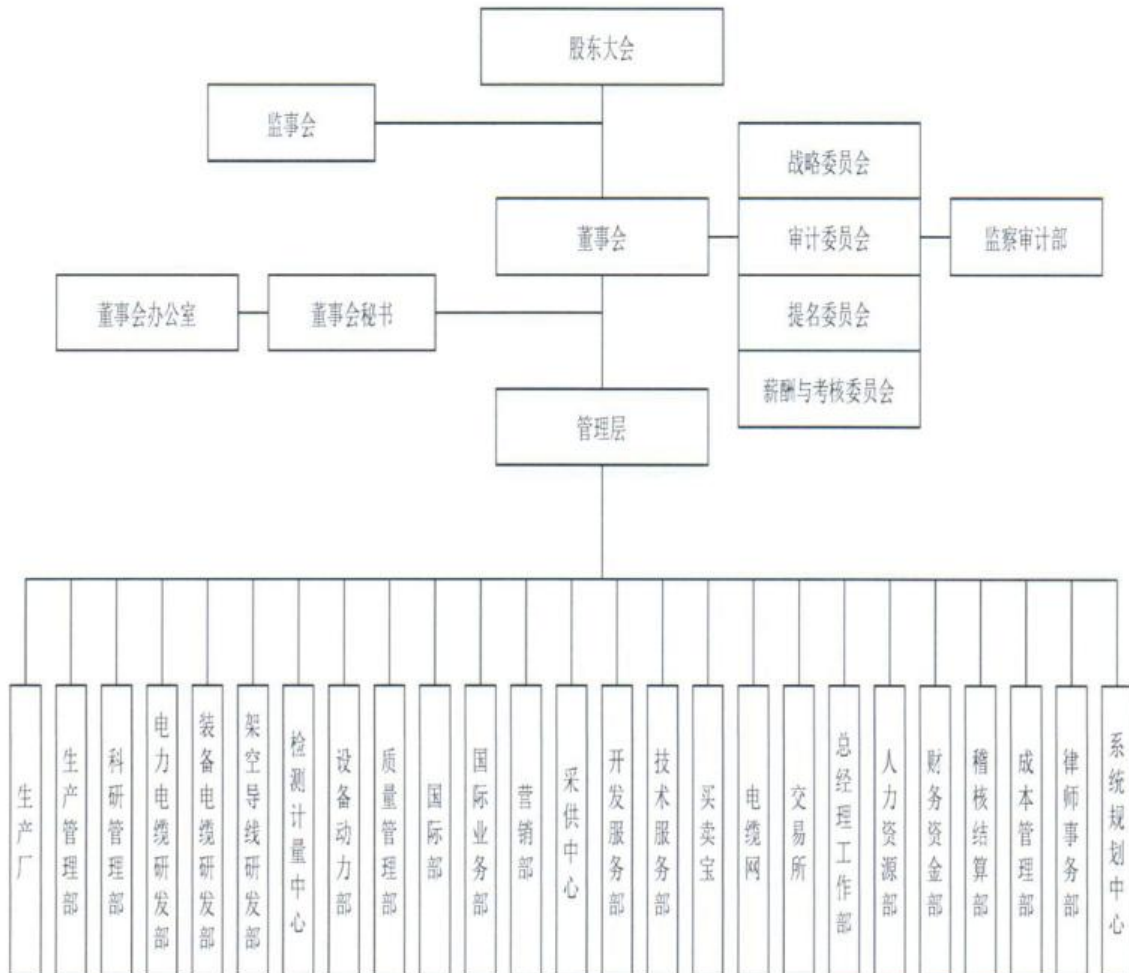 股东大会
监事会
战略委员会
董事会
审计委员会
监察审计部
董事会办公室
董事会秘书
提名委员会
薪酬与考核委员会
管理层
生产厂
生产管理部
科研管理部
电力电缆研发部
装备电缆研发部
架空导线研发部
检测计量中心
设备动力部
质量管理部
国际部
国际业务部
营销部
采供中心
开发服务部
技术服务部
买卖宝
电缆网
交易所
总经理工作部
人力资源部
财务资金部
稽核结算部
成本管理部
律师事务部
系统规划中心